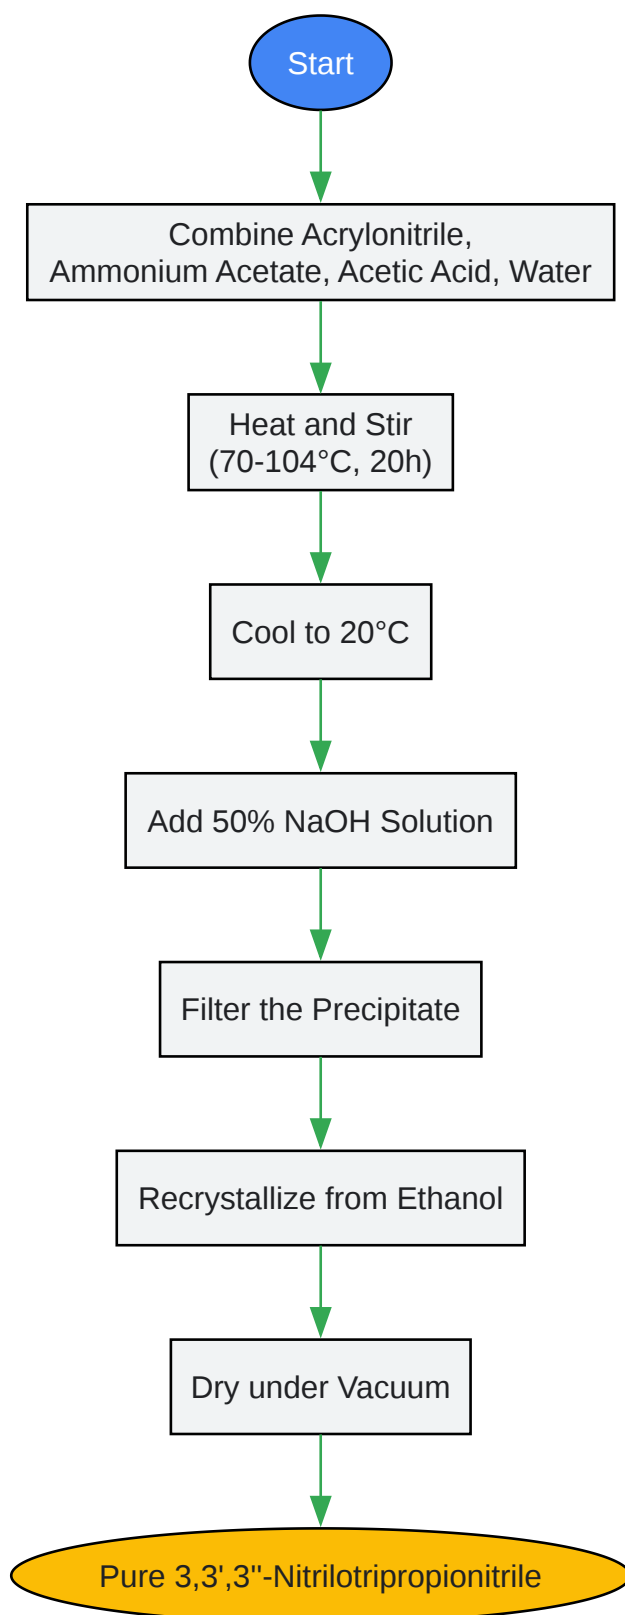 Start
Combine Acrylonitrile,
Ammonium Acetate, Acetic Acid, Water
Heat and Stir
(70-104°C, 20h)
Cool to 20°C
Add 50% NaOH Solution
Filter the Precipitate
Recrystallize from Ethanol
Dry under Vacuum
Pure 3,3',3''-Nitrilotripropionitrile